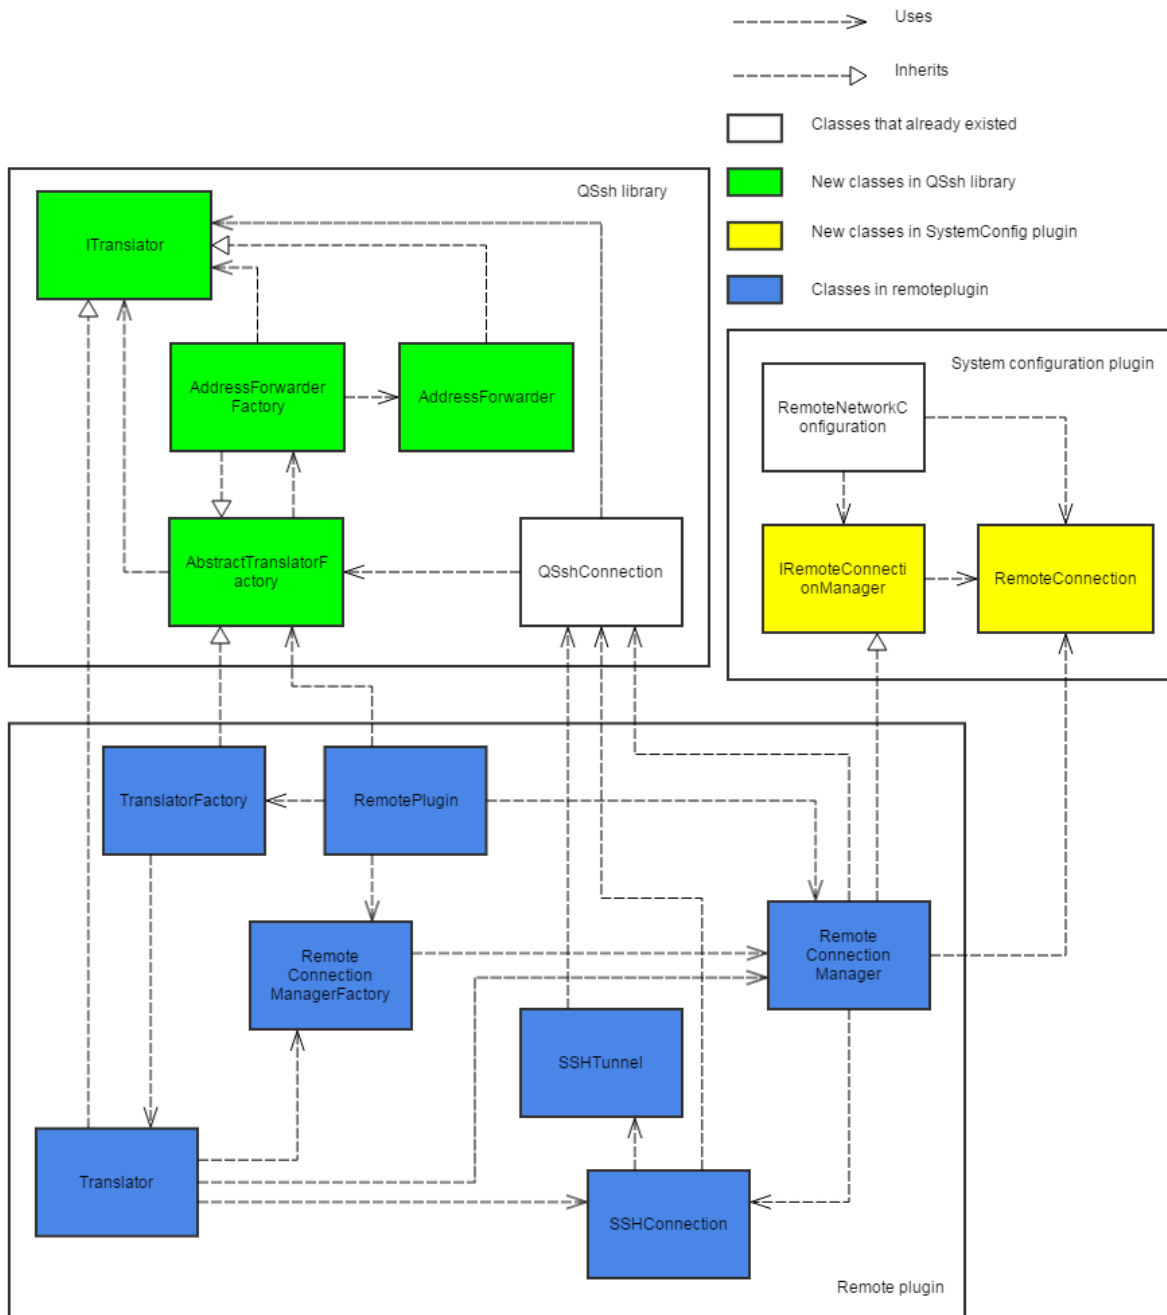 Uses
Inherits
Classes that already existed
New classes in QSsh library
New classes in SystemConfig plugin
Classes in remoteplugin
QSsh library
ITranslator
AddressForwarder
Factory
AddressForwarder
AbstractTranslatorF
actory
QSshConnection
System configuration plugin
RemoteNetworkC
onfiguration
IRemoteConnecti
onManager
RemoteConnection
TranslatorFactory
RemotePlugin
Remote
Connection
ManagerFactory
Remote
Connection
Manager
SSHTunnel
Translator
SSHConnection
Remote plugin